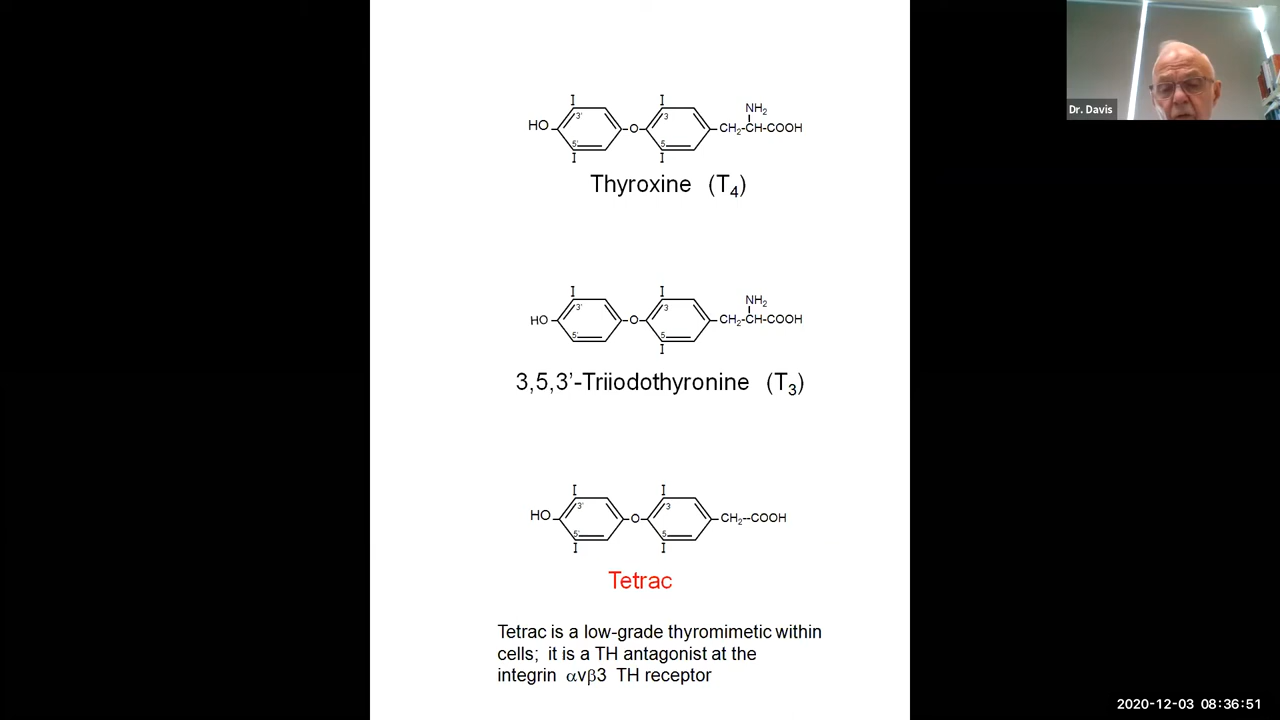 Dr. Davis
I I NH2
3' 3
HO O CH2-CH-COOH
5' 5
I I
Thyroxine (T4)
I I NH2
3' 3
HO O CH2-CH-COOH
5' 5
I
3,5,3’-Triiodothyronine (T3)
I I
3' 3
HO O CH2--COOH
5' 5
I I
Tetrac
Tetrac is a low-grade thyromimetic within
cells; it is a TH antagonist at the
integrin αvβ3 TH receptor
2020-12-03 08:36:51